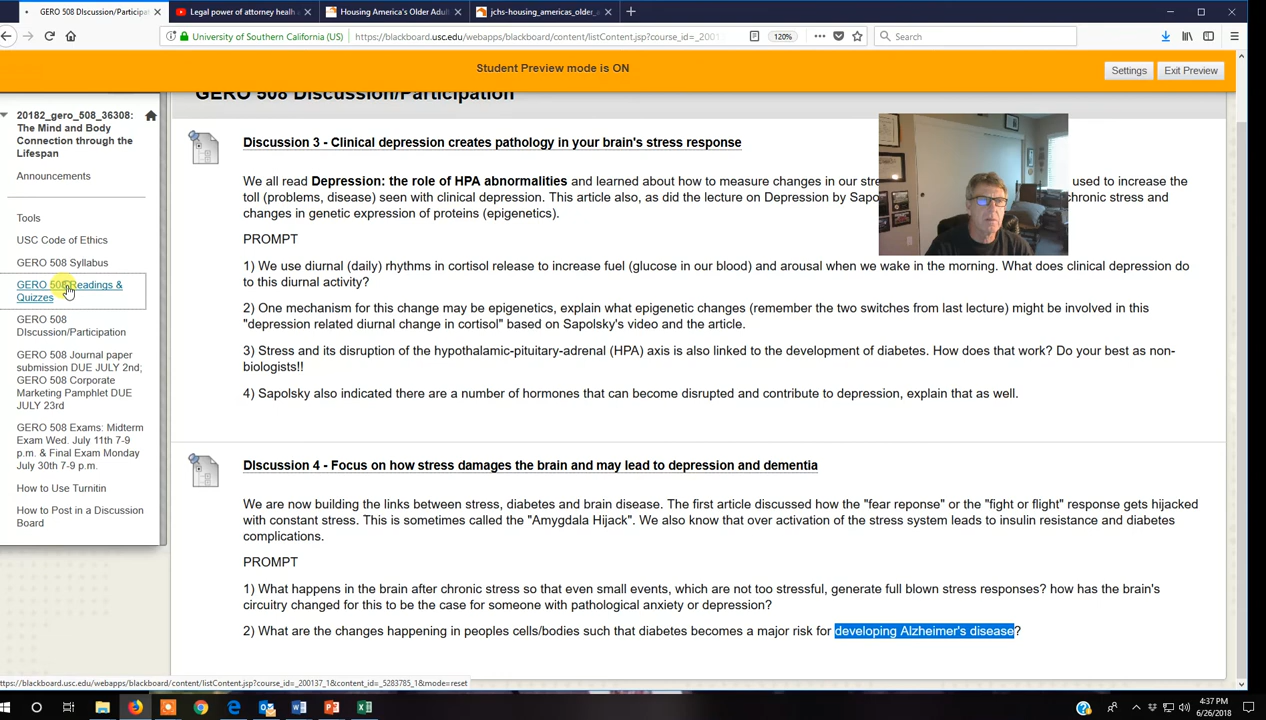 GERO 508 DIscussion/Participat
Legal power of attorney healh a
Housing America's Older Adul
jchs-housing_americas_older_a
University of Southern California (US)
https://blackboard.usc.edu/webapps/blackboard/content/listContent.jsp?course_id=_2001
120%
Search
Student Preview mode is ON
Settings
Exit Preview
GERO 508 Discussion/Participation
20182_gero_508_36308:
The Mind and Body
Connection through the
Lifespan
Announcements
Tools
USC Code of Ethics
GERO 508 Syllabus
GERO 508 Readings &
Quizzes
GERO 508
DIscussion/Participation
GERO 508 Journal paper
submission DUE JULY 2nd;
GERO 508 Corporate
Marketing Pamphlet DUE
JULY 23rd
GERO 508 Exams: Midterm
Exam Wed. July 11th 7-9
p.m. & Final Exam Monday
July 30th 7-9 p.m.
How to Use Turnitin
How to Post in a Discussion
Board
Discussion 3 - Clinical depression creates pathology in your brain's stress response
We all read Depression: the role of HPA abnormalities and learned about how to measure changes in our stre used to increase the
toll (problems, disease) seen with clinical depression. This article also, as did the lecture on Depression by Sapo chronic stress and
changes in genetic expression of proteins (epigenetics).
PROMPT
1) We use diurnal (daily) rhythms in cortisol release to increase fuel (glucose in our blood) and arousal when we wake in the morning. What does clinical depression do
to this diurnal activity?
2) One mechanism for this change may be epigenetics, explain what epigenetic changes (remember the two switches from last lecture) might be involved in this
"depression related diurnal change in cortisol" based on Sapolsky's video and the article.
3) Stress and its disruption of the hypothalamic-pituitary-adrenal (HPA) axis is also linked to the development of diabetes. How does that work? Do your best as non-
biologists!!
4) Sapolsky also indicated there are a number of hormones that can become disrupted and contribute to depression, explain that as well.
DIscussion 4 - Focus on how stress damages the brain and may lead to depression and dementia
We are now building the links between stress, diabetes and brain disease. The first article discussed how the "fear reponse" or the "fight or flight" response gets hijacked
with constant stress. This is sometimes called the "Amygdala Hijack". We also know that over activation of the stress system leads to insulin resistance and diabetes
complications.
PROMPT
1) What happens in the brain after chronic stress so that even small events, which are not too stressful, generate full blown stress responses? how has the brain's
circuitry changed for this to be the case for someone with pathological anxiety or depression?
2) What are the changes happening in peoples cells/bodies such that diabetes becomes a major risk for developing Alzheimer's disease?
https://blackboard.usc.edu/webapps/blackboard/content/listContent.jsp?course_id=_200137_1&content_id=_5283785_1&mode=reset
4:37 PM
6/26/2018